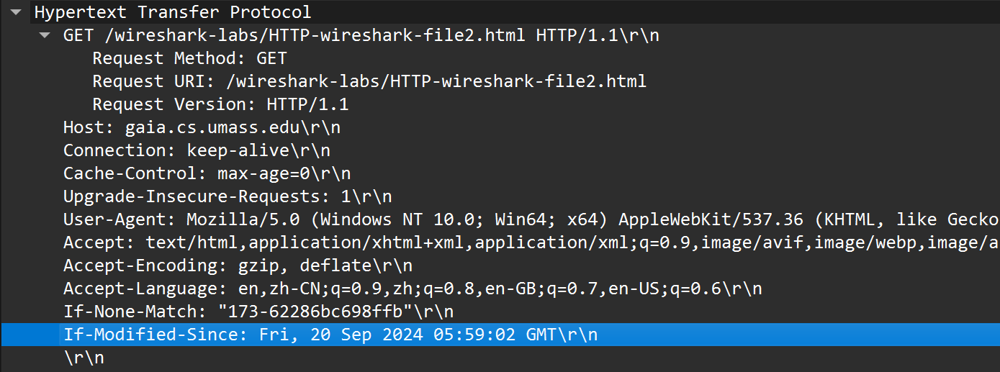 Hypertext Transfer Protocol
GET /wireshark-labs/HTTP-wireshark-file2.html HTTP/1.1\r\n
Request Method: GET
Request URI: /wireshark-labs/HTTP-wireshark-file2.html
Request Version: HTTP/1.1
Host: gaia.cs.umass.edu\r\n
Connection: keep-alive\r\n
Cache-Control: max-age=0\r\n
Upgrade-Insecure-Requests: 1\r\n
User-Agent: Mozilla/5.0 (Windows NT 10.0; Win64; x64) AppleWebKit/537.36 (KHTML, like Gecko
Accept: text/html,application/xhtml+xml,application/xml;q=0.9,image/avif,image/webp,image/a
Accept-Encoding: gzip, deflate\r\n
Accept-Language: en,zh-CN;q=0.9,zh;q=0.8,en-GB;q=0.7,en-US;q=0.6\r\n
If-None-Match: "173-62286bc698ffb"\r\n
If-Modified-Since: Fri, 20 Sep 2024 05:59:02 GMT\r\n
\r\n